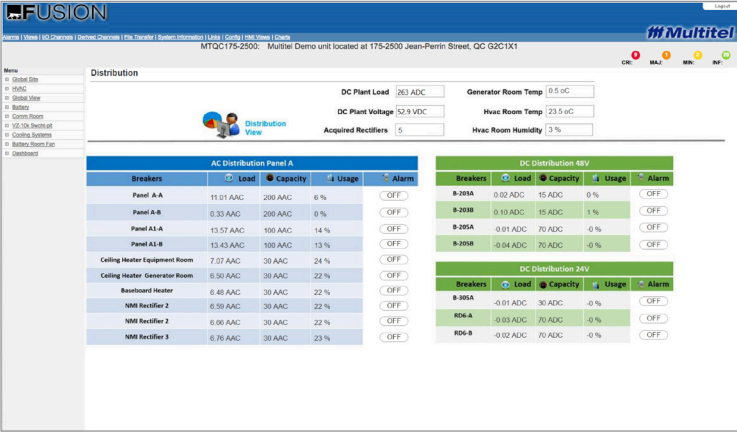 FUSION
Logout
Alarms | Views | I/O Channels | Derived Channels | File Transfer | System Information | Links | Config | HMI Views | Charts
Multitel
MTQC175-2500: Multitel Demo unit located at 175-2500 Jean-Perrin Street, QC G2C1X1
CRI: MAJ: MIN: INF:
Menu
Global Site
HVAC
Global View
Battery
Comm Room
Cooling Systems
Battery Room Fan
Dashboard
Distribution
DC Plant Load 263 ADC Generator Room Temp 0.5 oC
DC Plant Voltage 52.9 VDC Hvac Room Temp 23.5 oC
Distribution View
Acquired Rectifiers 5 Hvac Room Humidity 3 %
AC Distribution Panel A
Breakers Load Capacity Usage Alarm
Panel A-A 11.01 AAC 200 AAC 6 % OFF
Panel A-B 0.33 AAC 200 AAC 0 % OFF
Panel A1-A 13.57 AAC 100 AAC 14 % OFF
Panel A1-B 13.43 AAC 100 AAC 13 % OFF
Ceiling Heater Equipment Room 7.07 AAC 30 AAC 24 % OFF
Ceiling Heater Generator Room 6.50 AAC 30 AAC 22 % OFF
Baseboard Heater 6.48 AAC 30 AAC 22 % OFF
NMI Rectifier 2 6.59 AAC 30 AAC 22 % OFF
NMI Rectifier 2 6.66 AAC 30 AAC 22 % OFF
NMI Rectifier 3 6.76 AAC 30 AAC 23 % OFF
DC Distribution 48V
Breakers Load Capacity Usage Alarm
B-203A 0.02 ADC 15 ADC 0 % OFF
B-203B 0.10 ADC 15 ADC 1 % OFF
B-205A -0.01 ADC 70 ADC -0 % OFF
B-205B -0.04 ADC 70 ADC -0 % OFF
DC Distribution 24V
Breakers Load Capacity Usage Alarm
B-305A -0.01 ADC 30 ADC -0 % OFF
RD6-A -0.03 ADC 70 ADC -0 % OFF
RD6-B -0.02 ADC 70 ADC -0 % OFF